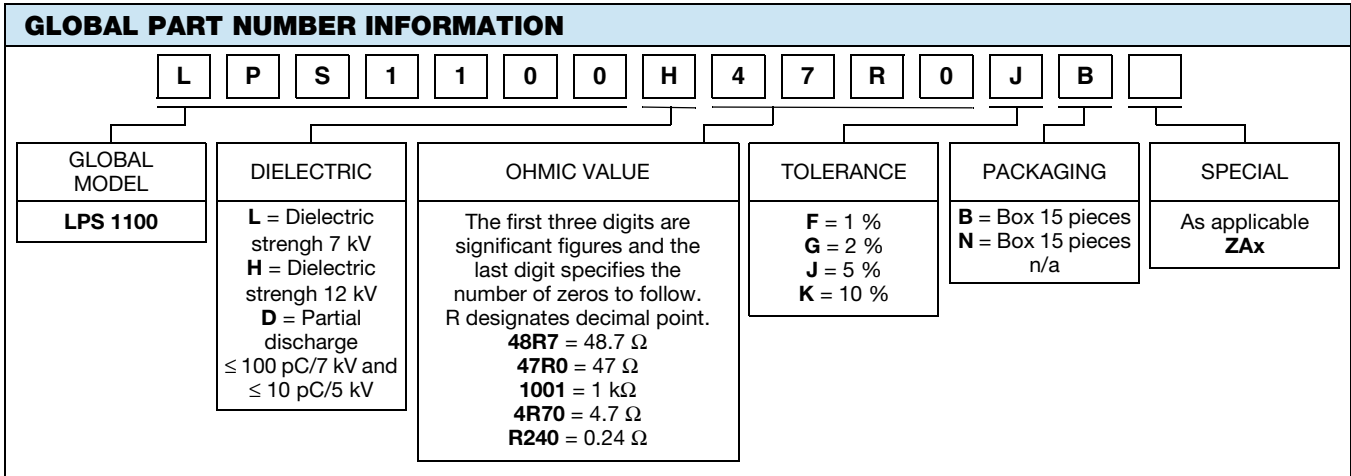 GLOBAL PART NUMBER INFORMATION
L P S 1 1 0 0 H 4 7 R 0 J B
GLOBAL
MODEL
LPS 1100
DIELECTRIC
L = Dielectric
strengh 7 kV
H = Dielectric
strengh 12 kV
D = Partial
discharge
≤ 100 pC/7 kV and
≤ 10 pC/5 kV
OHMIC VALUE
The first three digits are
significant figures and the
last digit specifies the
number of zeros to follow.
R designates decimal point.
48R7 = 48.7 Ω
47R0 = 47 Ω
1001 = 1 kΩ
4R70 = 4.7 Ω
R240 = 0.24 Ω
TOLERANCE
F = 1 %
G = 2 %
J = 5 %
K = 10 %
PACKAGING
B = Box 15 pieces
N = Box 15 pieces
n/a
SPECIAL
As applicable
ZAx